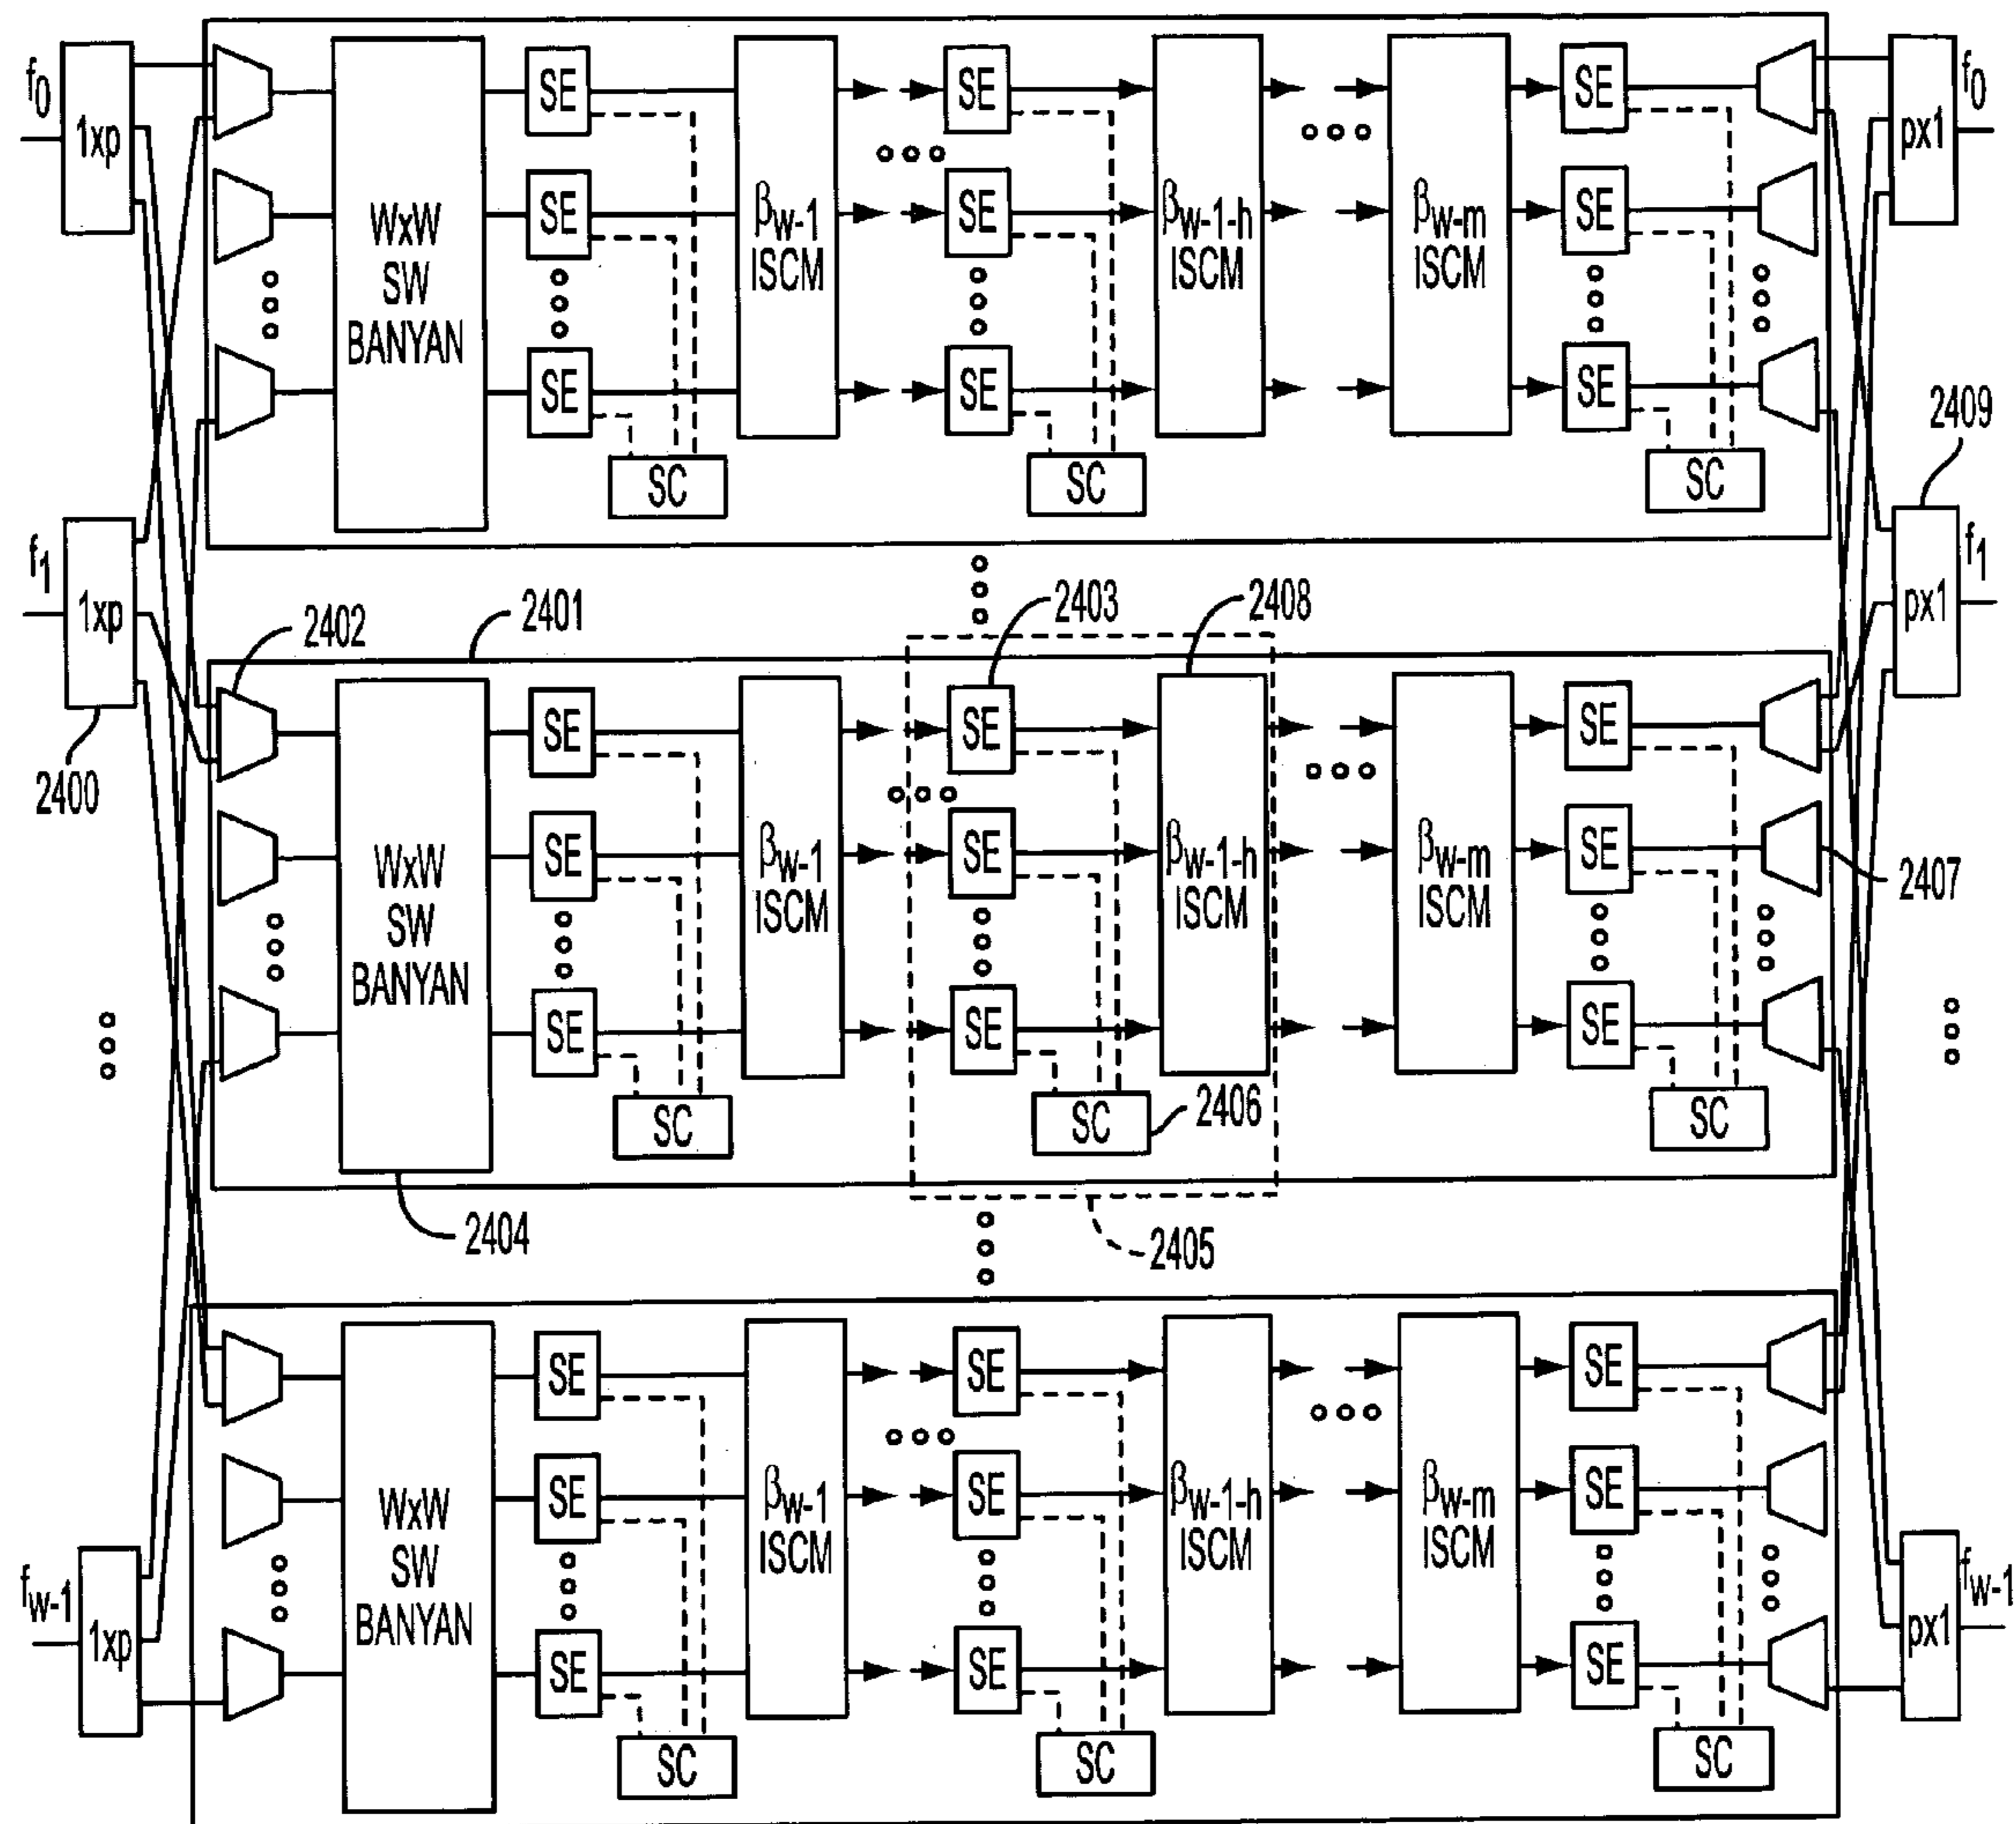 f0
1xp
WxW
SW
BANYAN
SE
SE
SE
SC
βw-1
ISCM
SE
SE
SE
SC
βw-1-h
ISCM
βw-m
ISCM
SE
SE
SE
SC
px1
f0
f1
1xp
2400
2402
2401
WxW
SW
BANYAN
2404
SE
SE
SE
SC
βw-1
ISCM
2403
SE
SE
SE
SC
2406
2405
2408
βw-1-h
ISCM
βw-m
ISCM
SE
SE
SE
SC
2407
2409
px1
f1
fw-1
1xp
WxW
SW
BANYAN
SE
SE
SE
SC
βw-1
ISCM
SE
SE
SE
SC
βw-1-h
ISCM
βw-m
ISCM
SE
SE
SE
SC
px1
fw-1